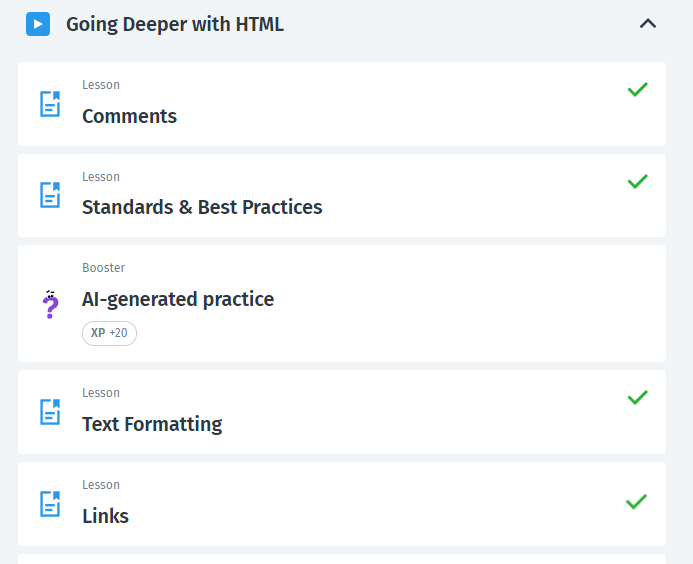 Going Deeper with HTML
Lesson
Comments
Lesson
Standards & Best Practices
Booster
AI-generated practice
XP +20
Lesson
Text Formatting
Lesson
Links